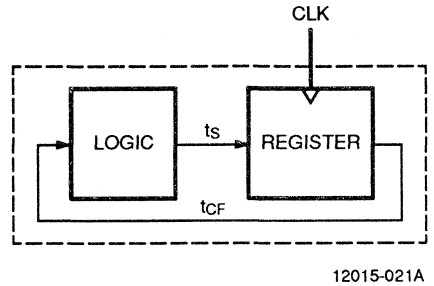 CLK
LOGIC
tS
REGISTER
tCF
12015-021A